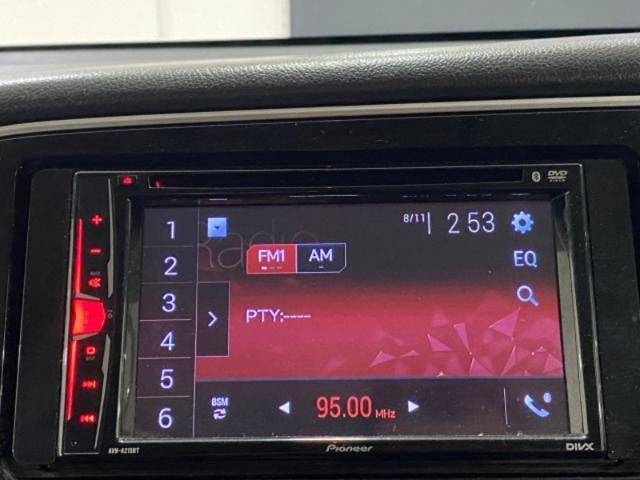 DVD
1 Radio 8/11 2 53
FM1 AM
2 EQ
3
PTY:----
4
5
6 BSM 95.00 MHz
AVH-A215BT Pioneer DIVX